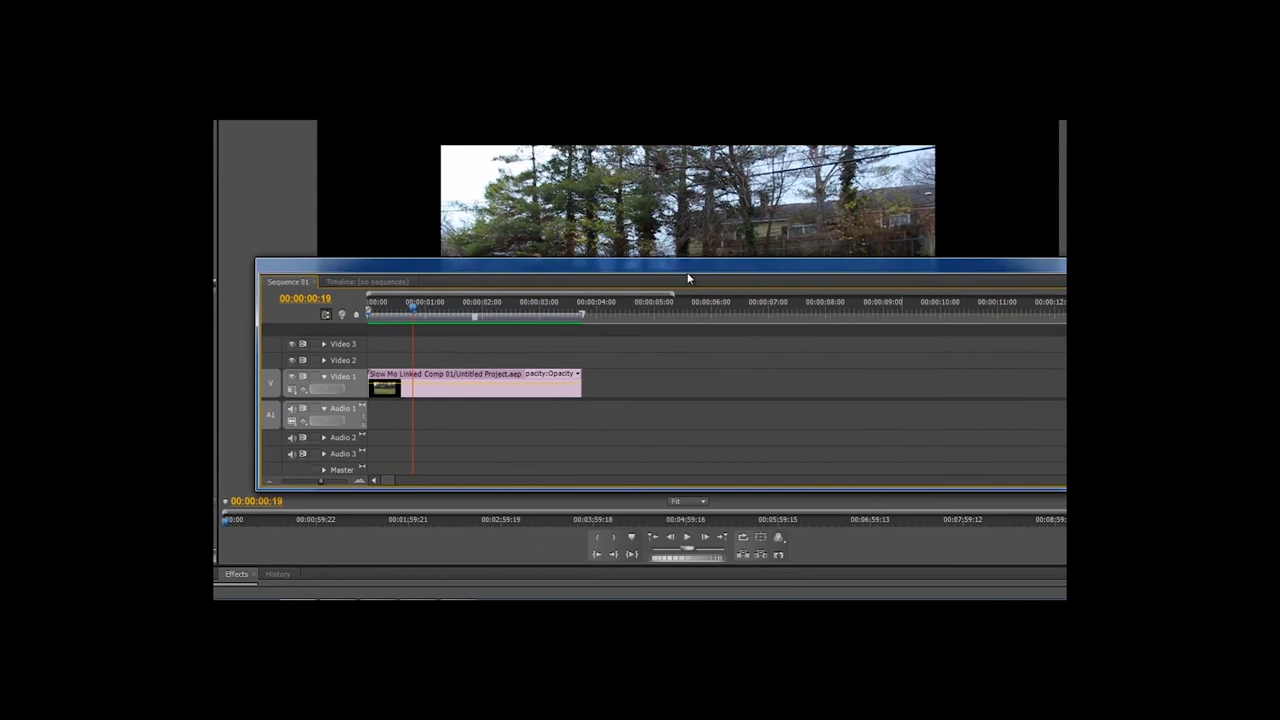 Sequence 01 Timeline: (no sequences)
00:00:00:19
:00:00 00:00:01:00 00:00:02:00 00:00:03:00 00:00:04:00 00:00:05:00 00:00:06:00 00:00:07:00 00:00:08:00 00:00:09:00 00:00:10:00 00:00:11:00 00:00:12:
Video 3
Video 2
V Video 1 Slow Mo Linked Comp 01/Untitled Project.aep pacity:Opacity
A1 Audio 1
Audio 2
Audio 3
Master
00:00:00:19 Fit
00:00 00:00:59:22 00:01:59:21 00:02:59:19 00:03:59:18 00:04:59:16 00:05:59:15 00:06:59:13 00:07:59:12 00:08:59:
Effects History